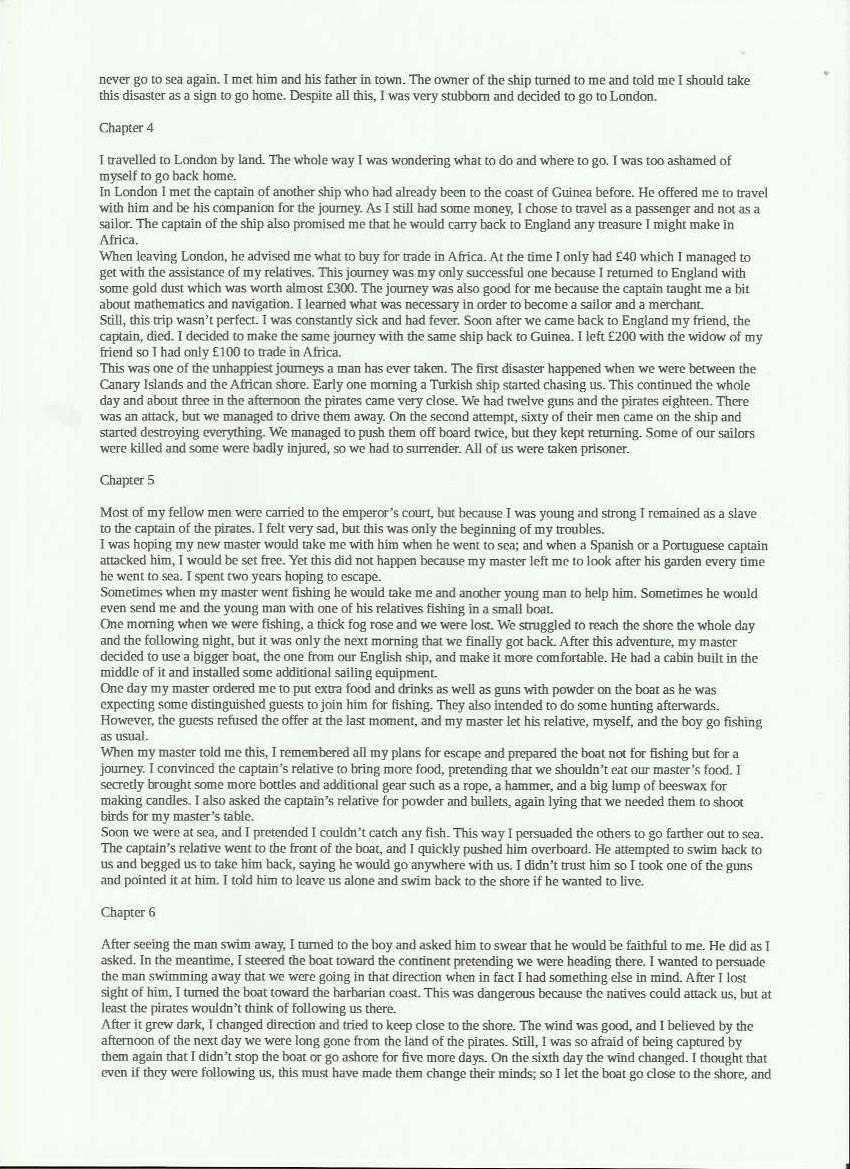 never go to sea again. I met him and his father in town. The owner of the ship turned to me and told me I should take
this disaster as a sign to go home. Despite all this, I was very stubborn and decided to go to London.
Chapter 4
I travelled to London by land. The whole way I was wondering what to do and where to go. I was too ashamed of
myself to go back home.
In London I met the captain of another ship who had already been to the coast of Guinea before. He offered me to travel
with him and be his companion for the journey. As I still had some money, I chose to travel as a passenger and not as a
sailor. The captain of the ship also promised me that he would carry back to England any treasure I might make in
Africa.
When leaving London, he advised me what to buy for trade in Africa. At the time I only had £40 which I managed to
get with the assistance of my relatives. This journey was my only successful one because I returned to England with
some gold dust which was worth almost £300. The journey was also good for me because the captain taught me a bit
about mathematics and navigation. I learned what was necessary in order to become a sailor and a merchant.
Still, this trip wasn't perfect. I was constantly sick and had fever. Soon after we came back to England my friend, the
captain, died. I decided to make the same journey with the same ship back to Guinea. I left £200 with the widow of my
friend so I had only £100 to trade in Africa.
This was one of the unhappiest journeys a man has ever taken. The first disaster happened when we were between the
Canary Islands and the African shore. Early one morning a Turkish ship started chasing us. This continued the whole
day and about three in the afternoon the pirates came very close. We had twelve guns and the pirates eighteen. There
was an attack, but we managed to drive them away. On the second attempt, sixty of their men came on the ship and
started destroying everything. We managed to push them off board twice, but they kept returning. Some of our sailors
were killed and some were badly injured, so we had to surrender. All of us were taken prisoner.
Chapter 5
Most of my fellow men were carried to the emperor's court, but because I was young and strong I remained as a slave
to the captain of the pirates. I felt very sad, but this was only the beginning of my troubles.
I was hoping my new master would take me with him when he went to sea; and when a Spanish or a Portuguese captain
attacked him, I would be set free. Yet this did not happen because my master left me to look after his garden every time
he went to sea. I spent two years hoping to escape.
Sometimes when my master went fishing he would take me and another young man to help him. Sometimes he would
even send me and the young man with one of his relatives fishing in a small boat.
One morning when we were fishing, a thick fog rose and we were lost. We struggled to reach the shore the whole day
and the following night, but it was only the next morning that we finally got back. After this adventure, my master
decided to use a bigger boat, the one from our English ship, and make it more comfortable. He had a cabin built in the
middle of it and installed some additional sailing equipment.
One day my master ordered me to put extra food and drinks as well as guns with powder on the boat as he was
expecting some distinguished guests to join him for fishing. They also intended to do some hunting afterwards.
However, the guests refused the offer at the last moment, and my master let his relative, myself, and the boy go fishing
as usual.
When my master told me this, I remembered all my plans for escape and prepared the boat not for fishing but for a
journey. I convinced the captain's relative to bring more food, pretending that we shouldn't eat our master's food. I
secretly brought some more bottles and additional gear such as a rope, a hammer, and a big lump of beeswax for
making candles. I also asked the captain's relative for powder and bullets, again lying that we needed them to shoot
birds for my master's table.
Soon we were at sea, and I pretended I couldn't catch any fish. This way I persuaded the others to go farther out to sea.
The captain's relative went to the front of the boat, and I quickly pushed him overboard. He attempted to swim back to
us and begged us to take him back, saying he would go anywhere with us. I didn't trust him so I took one of the guns
and pointed it at him. I told him to leave us alone and swim back to the shore if he wanted to live.
Chapter 6
After seeing the man swim away, I turned to the boy and asked him to swear that he would be faithful to me. He did as I
asked. In the meantime, I steered the boat toward the continent pretending we were heading there. I wanted to persuade
the man swimming away that we were going in that direction when in fact I had something else in mind. After I lost
sight of him, I turned the boat toward the barbarian coast. This was dangerous because the natives could attack us, but at
least the pirates wouldn't think of following us there.
After it grew dark, I changed direction and tried to keep close to the shore. The wind was good, and I believed by the
afternoon of the next day we were long gone from the land of the pirates. Still, I was so afraid of being captured by
them again that I didn't stop the boat or go ashore for five more days. On the sixth day the wind changed. I thought that
even if they were following us, this must have made them change their minds; so I let the boat go close to the shore, and